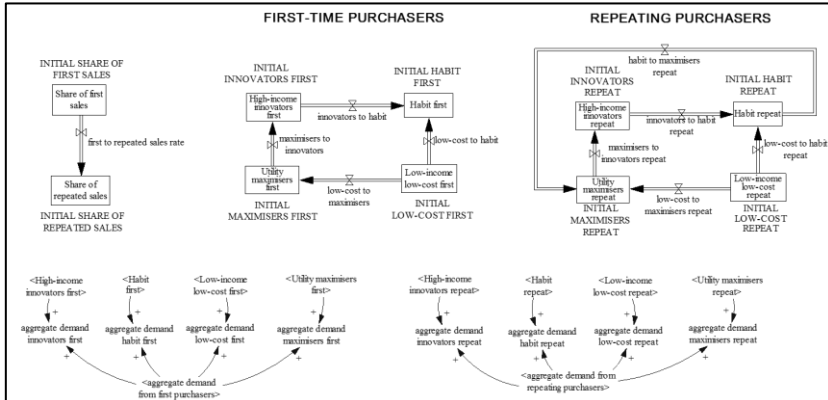 FIRST-TIME PURCHASERS
REPEATING PURCHASERS
INITIAL SHARE OF
FIRST SALES
Share of first
sales
first to repeated sales rate
Share of
repeated sales
INITIAL SHARE OF
REPEATED SALES
INITIAL
INNOVATORS FIRST
High-income
innovators
first
innovators to habit
INITIAL HABIT
FIRST
Habit first
maximisers to
innovators
low-cost to habit
Utility
maximisers
first
low-cost to
maximisers
Low-income
low-cost first
INITIAL
MAXIMISERS FIRST
INITIAL
LOW-COST FIRST
habit to maximisers
repeat
INITIAL
INNOVATORS REPEAT
High-income
innovators
repeat
innovators to habit
repeat
INITIAL HABIT
REPEAT
Habit repeat
maximisers to
innovators repeat
low-cost to habit
repeat
Utility
maximisers
repeat
low-cost to
maximisers repeat
Low-income
low-cost
repeat
INITIAL
MAXIMISERS
REPEAT
INITIAL
LOW-COST
REPEAT
<High-income
innovators first>
<Habit
first>
<Low-income
low-cost first>
<Utility maximisers
first>
+
+
+
+
aggregate demand
innovators first
aggregate demand
habit first
aggregate demand
low-cost first
aggregate demand
maximisers first
+
+
+
+
<aggregate demand
from first purchasers>
<High-income
innovators repeat>
<Habit
repeat>
<Low-income
low-cost repeat>
<Utility maximisers
repeat>
+
+
+
+
aggregate demand
innovators repeat
aggregate demand
habit repeat
aggregate demand
low-cost repeat
aggregate demand
maximisers repeat
+
+
+
+
<aggregate demand from
repeating purchasers>